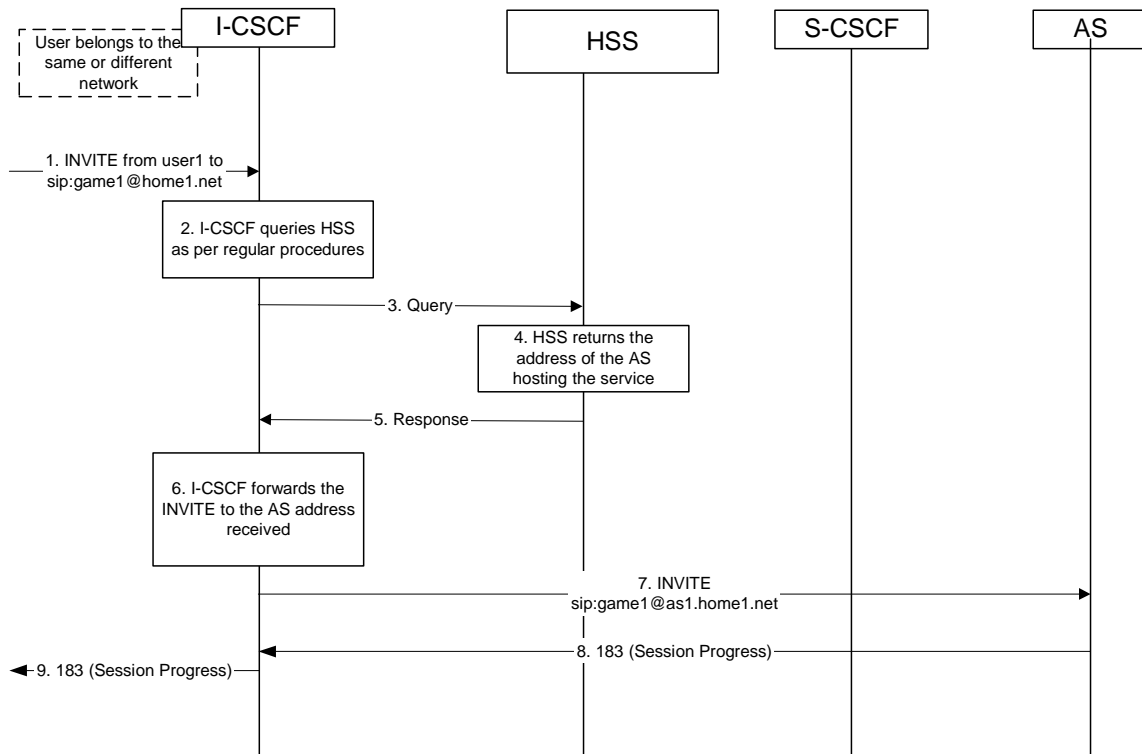 I-CSCF
HSS
S-CSCF
AS
User belongs to the
same or different
network
1. INVITE from user1 to
sip:game1@home1.net
2. I-CSCF queries HSS
as per regular procedures
3. Query
4. HSS returns the
address of the AS
hosting the service
5. Response
6. I-CSCF forwards the
INVITE to the AS address
received
7. INVITE
sip:game1@as1.home1.net
8. 183 (Session Progress)
9. 183 (Session Progress)